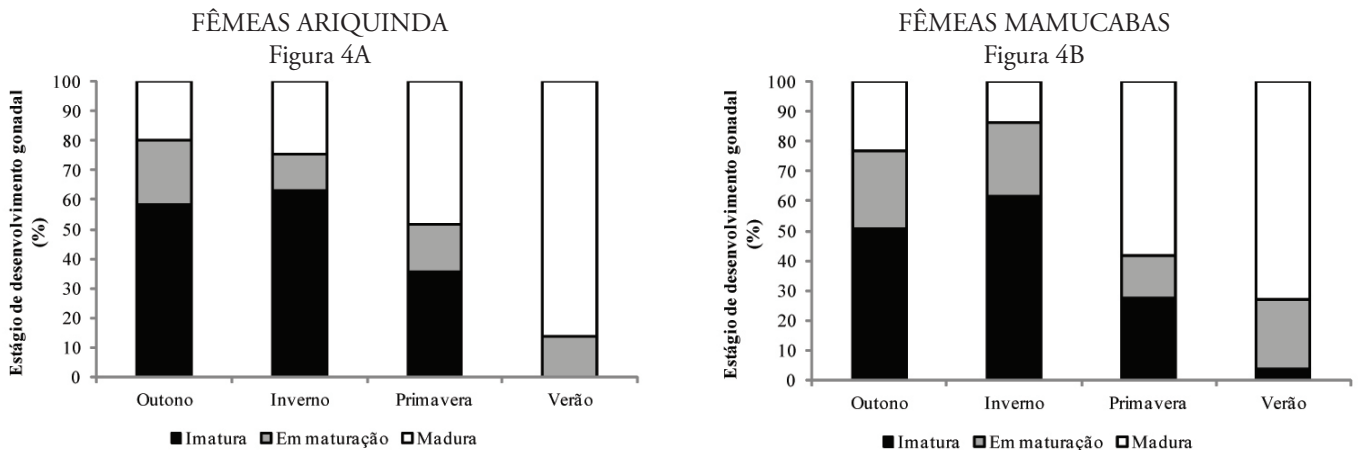 FÊMEAS ARIQUINDA
Figura 4A
Estágio de desenvolvimento gonadal
(%)
100
90
80
70
60
50
40
30
20
10
0
Outono Inverno Primavera Verão
Imatura Em maturação Madura
FÊMEAS MAMUCABAS
Figura 4B
Estágio de desenvolvimento gonadal
(%)
100
90
80
70
60
50
40
30
20
10
0
Outono Inverno Primavera Verão
Imatura Em maturação Madura